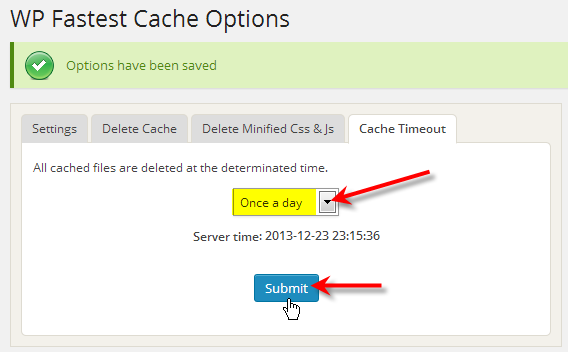 WP Fastest Cache Options
Options have been saved
Settings
Delete Cache
Delete Minified Css & Js
Cache Timeout
All cached files are deleted at the determinated time.
Once a day
Server time: 2013-12-23 23:15:36
Submit